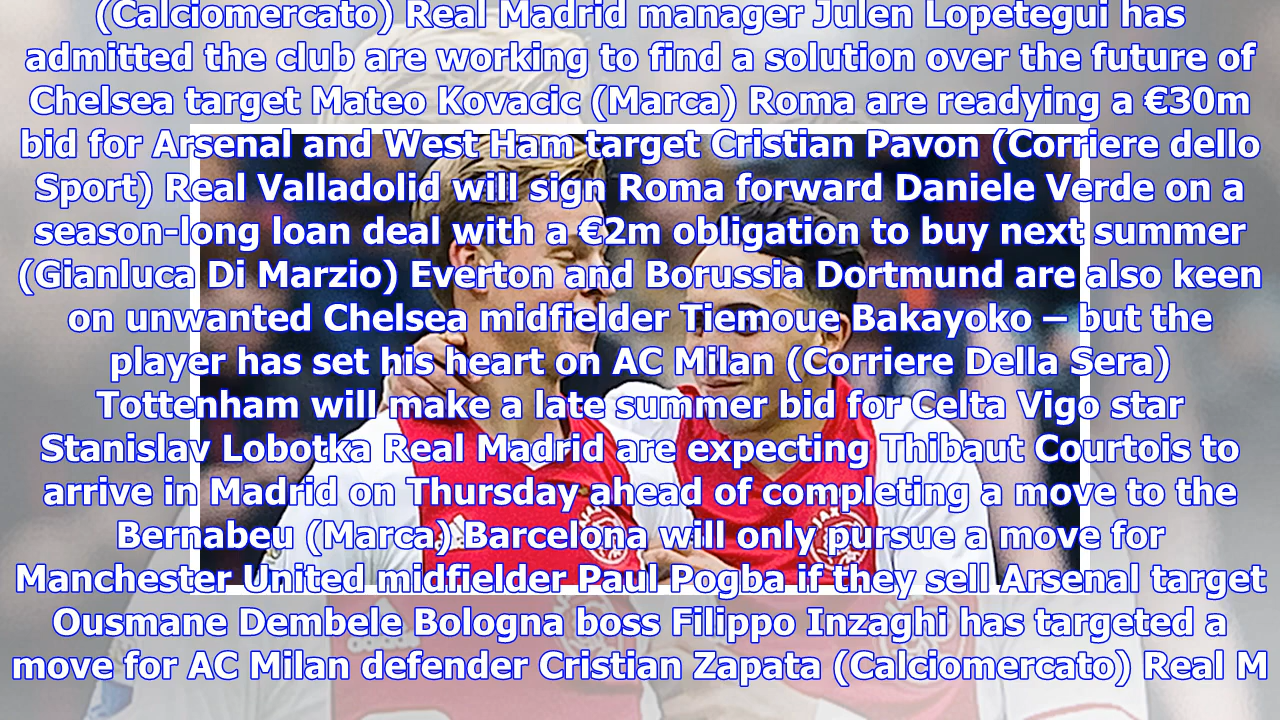 (Calciomercato) Real Madrid manager Julen Lopetegui has
admitted the club are working to find a solution over the future of
Chelsea target Mateo Kovacic (Marca) Roma are readying a €30m
bid for Arsenal and West Ham target Cristian Pavon (Corriere dello
Sport) Real Valladolid will sign Roma forward Daniele Verde on a
season-long loan deal with a €2m obligation to buy next summer
(Gianluca Di Marzio) Everton and Borussia Dortmund are also keen
on unwanted Chelsea midfielder Tiemoue Bakayoko – but the
player has set his heart on AC Milan (Corriere Della Sera)
Tottenham will make a late summer bid for Celta Vigo star
Stanislav Lobotka Real Madrid are expecting Thibaut Courtois to
arrive in Madrid on Thursday ahead of completing a move to the
Bernabeu (Marca) Barcelona will only pursue a move for
Manchester United midfielder Paul Pogba if they sell Arsenal target
Ousmane Dembele Bologna boss Filippo Inzaghi has targeted a
move for AC Milan defender Cristian Zapata (Calciomercato) Real M